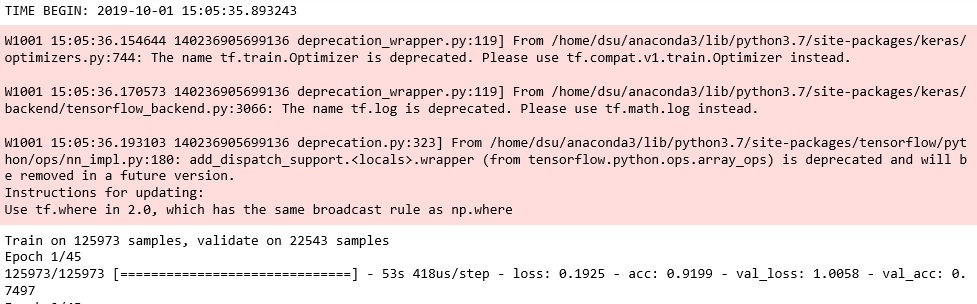 TIME BEGIN: 2019-10-01 15:05:35.893243
W1001 15:05:36.154644 140236905699136 deprecation_wrapper.py:119] From /home/dsu/anaconda3/lib/python3.7/site-packages/keras/
optimizers.py:744: The name tf.train.Optimizer is deprecated. Please use tf.compat.v1.train.Optimizer instead.
W1001 15:05:36.170573 140236905699136 deprecation_wrapper.py:119] From /home/dsu/anaconda3/lib/python3.7/site-packages/keras/
backend/tensorflow_backend.py:3066: The name tf.log is deprecated. Please use tf.math.log instead.
W1001 15:05:36.193103 140236905699136 deprecation.py:323] From /home/dsu/anaconda3/lib/python3.7/site-packages/tensorflow/pyt
hon/ops/nn_impl.py:180: add_dispatch_support.<locals>.wrapper (from tensorflow.python.ops.array_ops) is deprecated and will b
e removed in a future version.
Instructions for updating:
Use tf.where in 2.0, which has the same broadcast rule as np.where
Train on 125973 samples, validate on 22543 samples
Epoch 1/45
125973/125973 [==============================] - 53s 418us/step - loss: 0.1925 - acc: 0.9199 - val_loss: 1.0058 - val_acc: 0.
7497